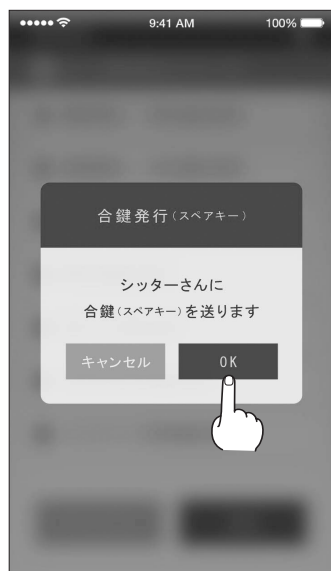 9:41 AM
100%
合鍵発行（スペアキー）
シッターさんに
合鍵（スペアキー）を送ります
キャンセル
OK